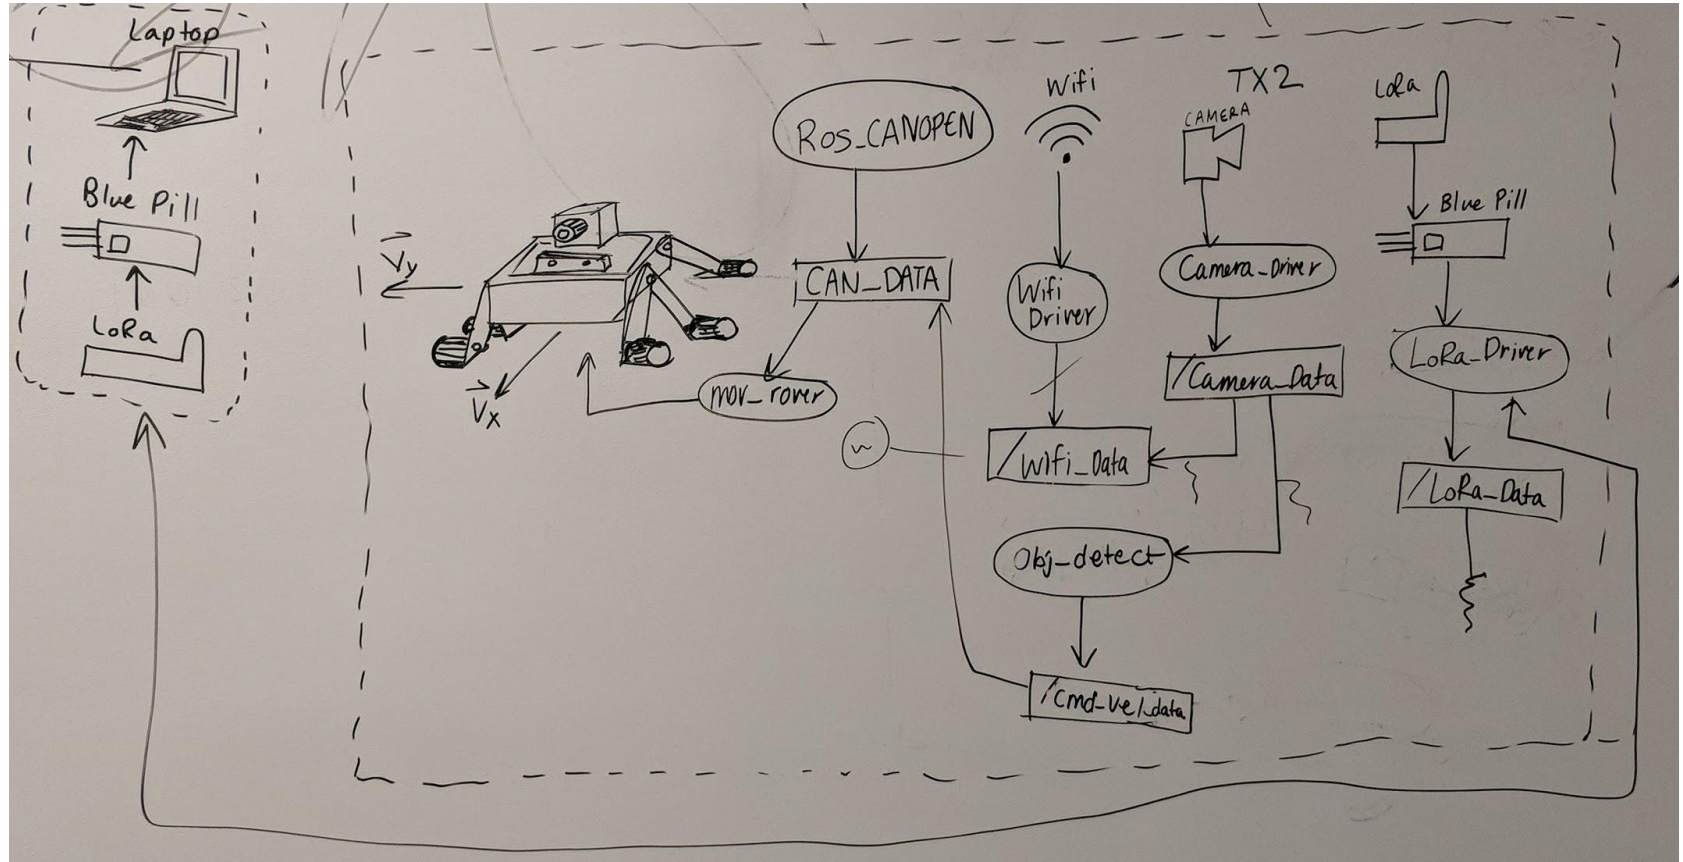 Laptop
Blue Pill
LoRa
Vy
Vx
Ros_CANOPEN
CAN_DATA
mov_rover
Wifi
Wifi
Driver
/Wifi_Data
TX2
CAMERA
Camera_Driver
/Camera_Data
Obj_detect
/Cmd_vel_data
LoRa
Blue Pill
LoRa_Driver
/LoRa_Data